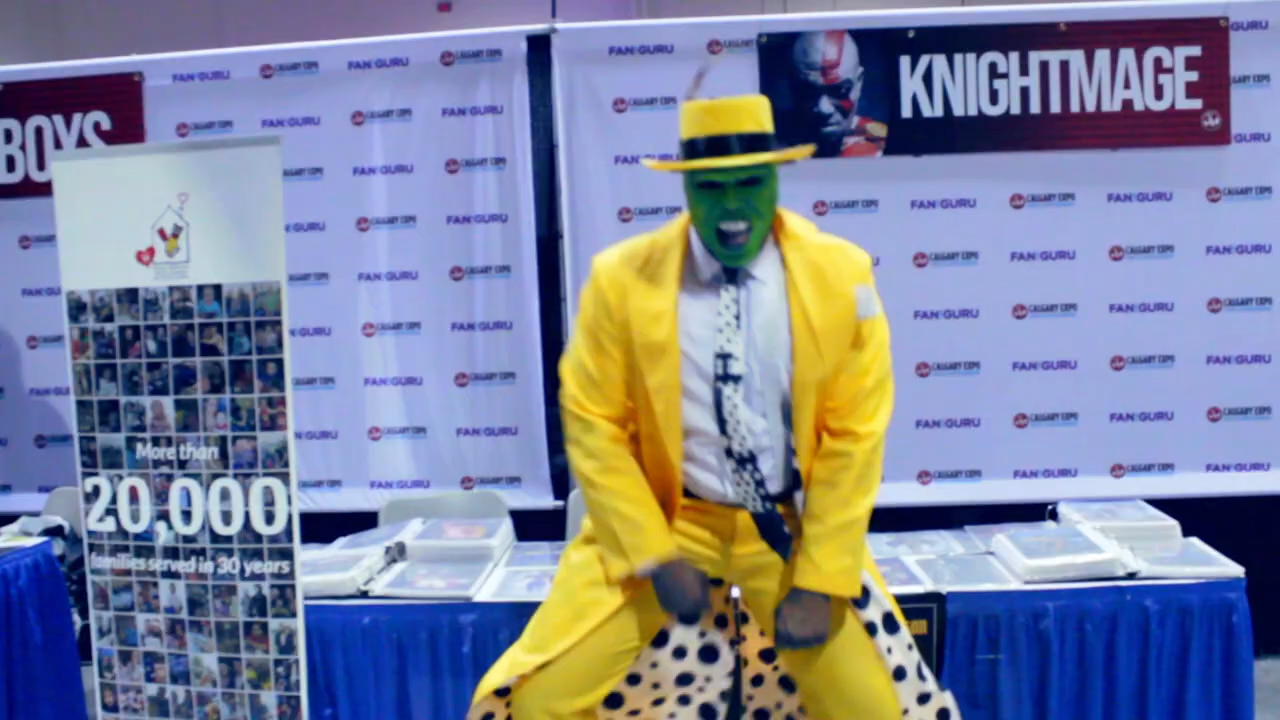 BOYS
KNIGHTMAGE
FAN GURU
CALGARY EXPO
More than
20,000
families served in 30 years